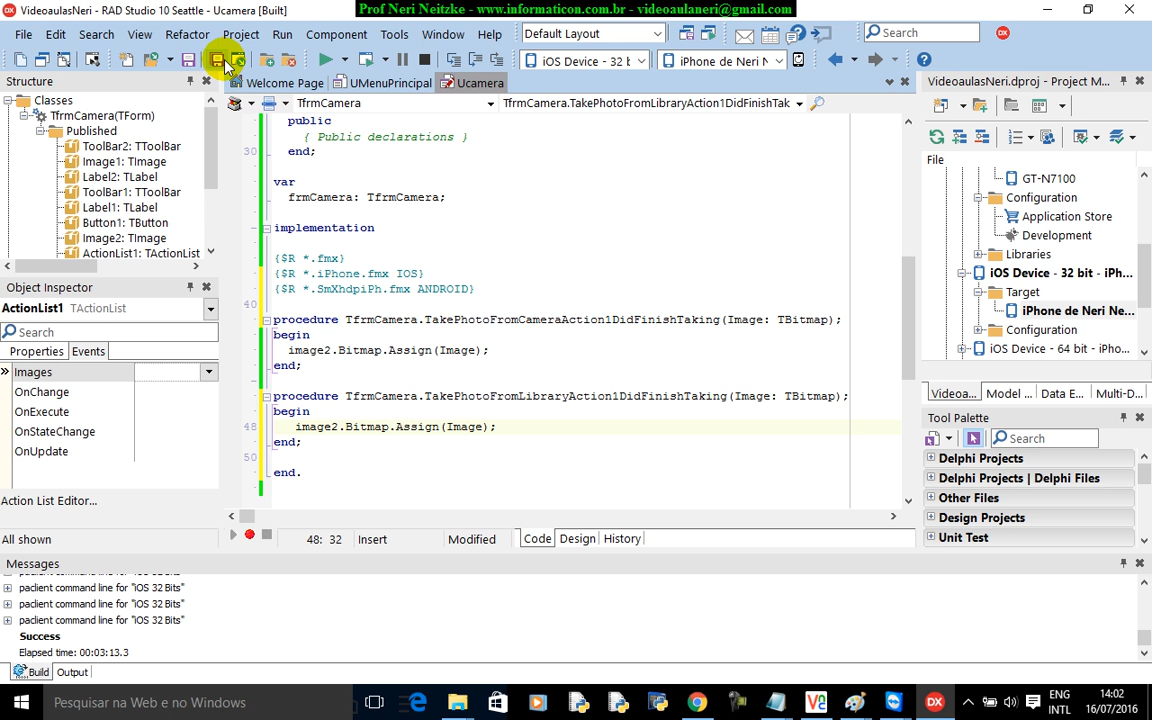 VideoaulasNeri - RAD Studio 10 Seattle - Ucamera [Built]
Prof Neri Neitzke - www.informaticon.com.br - videoaulaneri@gmail.com
File Edit Search View Refactor Project Run Component Tools Window Help
Default Layout
Search
iOS Device - 32 b
iPhone de Neri N
Structure
Welcome Page UMenuPrincipal Ucamera
VideoaulasNeri.dproj - Project M...
Classes
TfrmCamera(TForm)
Published
ToolBar2: TToolBar
Image1: TImage
Label2: TLabel
ToolBar1: TToolBar
Label1: TLabel
Button1: TButton
Image2: TImage
ActionList1: TActionList
Object Inspector
ActionList1 TActionList
Search
Properties Events
Images
OnChange
OnExecute
OnStateChange
OnUpdate
Action List Editor...
All shown
TfrmCamera
TfrmCamera.TakePhotoFromLibraryAction1DidFinishTak
public
{ Public declarations }
30 end;
var
frmCamera: TfrmCamera;
implementation
{$R *.fmx}
{$R *.iPhone.fmx IOS}
{$R *.SmXhdpiPh.fmx ANDROID}
40
procedure TfrmCamera.TakePhotoFromCameraAction1DidFinishTaking(Image: TBitmap);
begin
image2.Bitmap.Assign(Image);
end;
procedure TfrmCamera.TakePhotoFromLibraryAction1DidFinishTaking(Image: TBitmap);
begin
48 image2.Bitmap.Assign(Image);
end;
50
end.
48: 32 Insert Modified Code Design History
File
GT-N7100
Configuration
Application Store
Development
Libraries
iOS Device - 32 bit - iPh...
Target
iPhone de Neri Ne...
Configuration
iOS Device - 64 bit - iPho...
Videoa... Model ... Data E... Multi-D...
Tool Palette
Search
Delphi Projects
Delphi Projects | Delphi Files
Other Files
Design Projects
Unit Test
Messages
paclient command line for "iOS 32 Bits"
paclient command line for "iOS 32 Bits"
paclient command line for "iOS 32 Bits"
Success
Elapsed time: 00:03:13.3
Build Output
Pesquisar na Web e no Windows
ENG
INTL
14:02
16/07/2016